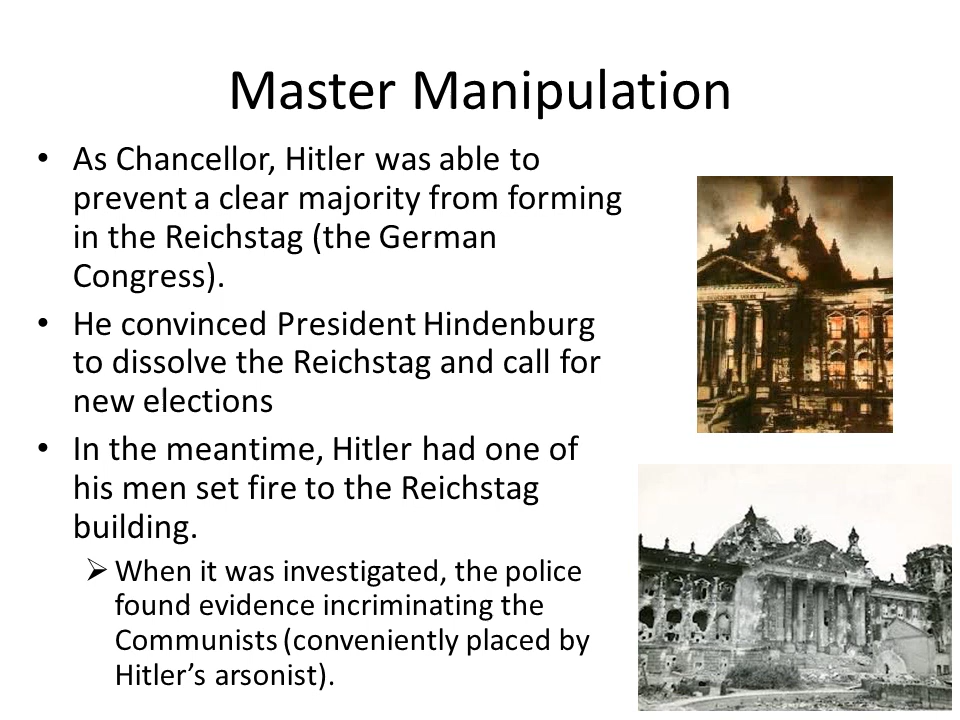 Master Manipulation
• As Chancellor, Hitler was able to
prevent a clear majority from forming
in the Reichstag (the German
Congress).
• He convinced President Hindenburg
to dissolve the Reichstag and call for
new elections
• In the meantime, Hitler had one of
his men set fire to the Reichstag
building.
➢ When it was investigated, the police
found evidence incriminating the
Communists (conveniently placed by
Hitler’s arsonist).